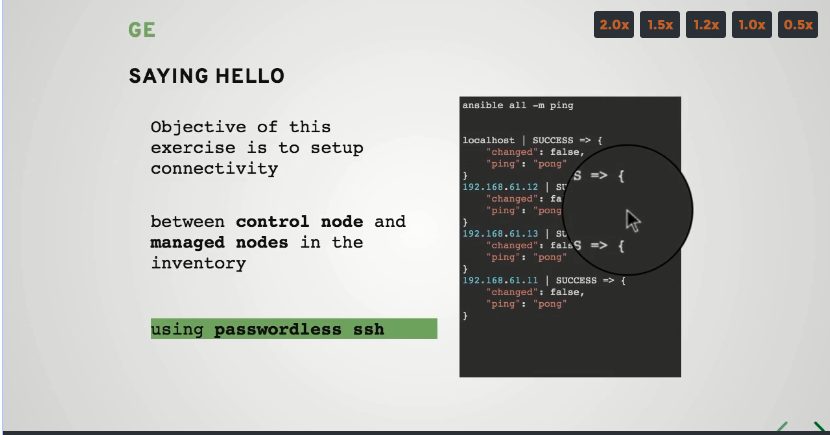 GE
2.0x 1.5x 1.2x 1.0x 0.5x
SAYING HELLO
Objective of this
exercise is to setup
connectivity
between control node and
managed nodes in the
inventory
using passwordless ssh
ansible all -m ping
localhost | SUCCESS => {
"changed": false,
"ping": "pong"
}
192.168.61.12 | SU
"changed": fa
"ping": "pong
}
192.168.61.13 | SU
"changed": fals
"ping": "pong"
}
192.168.61.11 | SUCCESS => {
"changed": false,
"ping": "pong"
}
S => {
S => {